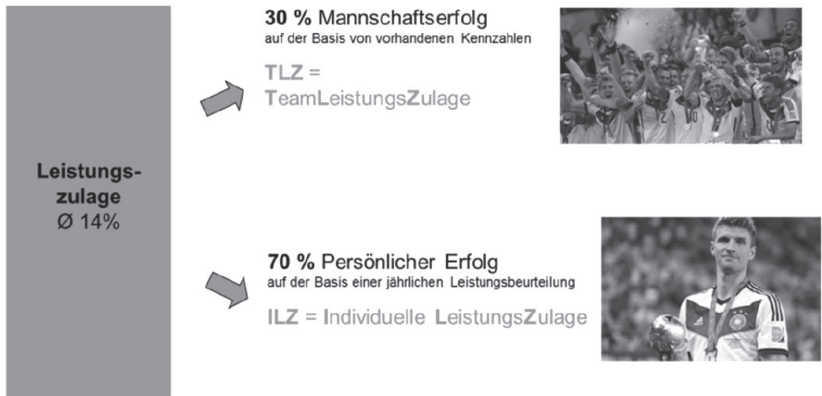 30 % Mannschaftserfolg
auf der Basis von vorhandenen Kennzahlen
TLZ =
TeamLeistungsZulage
Leistungs-
zulage
Ø 14%
70 % Persönlicher Erfolg
auf der Basis einer jährlichen Leistungsbeurteilung
ILZ = Individuelle LeistungsZulage